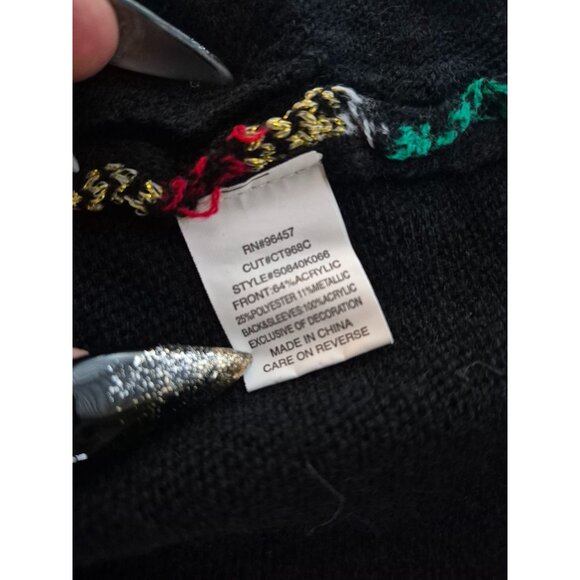 RN#96457
CUT#CT968C
STYLE#S0840K066
FRONT:64%ACRYLIC
25%POLYESTER 11%METALLIC
BACK&SLEEVES:100%ACRYLIC
EXCLUSIVE OF DECORATION
MADE IN CHINA
CARE ON REVERSE